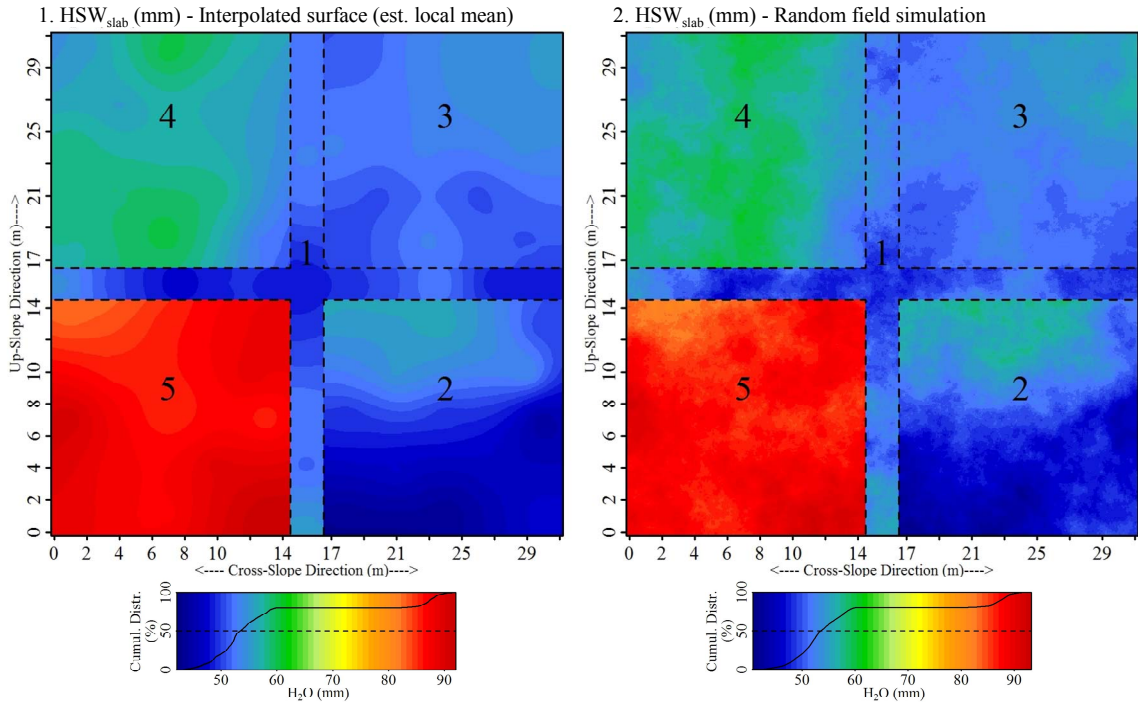 1. HSWslab (mm) - Interpolated surface (est. local mean)
4
3
1
5
2
Up-Slope Direction (m)---->
0 2 4 6 8 10 12 14 17 21 25 29
0 2 4 6 8 10 14 17 21 25 29
<---- Cross-Slope Direction (m)---->
Cumul. Distr.
(%)
0 50 100
50 60 70 80 90
H2O (mm)
2. HSWslab (mm) - Random field simulation
4
3
1
5
2
Up-Slope Direction (m)---->
0 2 4 6 8 10 12 14 17 21 25 29
0 2 4 6 8 10 14 17 21 25 29
<---- Cross-Slope Direction (m)---->
Cumul. Distr.
(%)
0 50 100
50 60 70 80 90
H2O (mm)